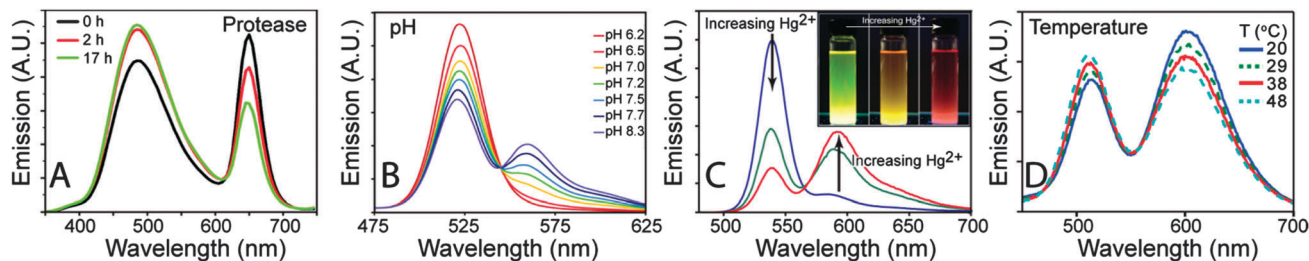 A
Emission (A.U.)
0 h
2 h
17 h
Protease
400 500 600 700
Wavelength (nm)
B
Emission (A.U.)
pH
pH 6.2
pH 6.5
pH 7.0
pH 7.2
pH 7.5
pH 7.7
pH 8.3
475 525 575 625
Wavelength (nm)
C
Emission (A.U.)
Increasing Hg²⁺
Increasing Hg²⁺
Increasing Hg²⁺
500 550 600 650 700
Wavelength (nm)
D
Emission (A.U.)
Temperature
T (°C)
20
29
38
48
500 600 700
Wavelength (nm)